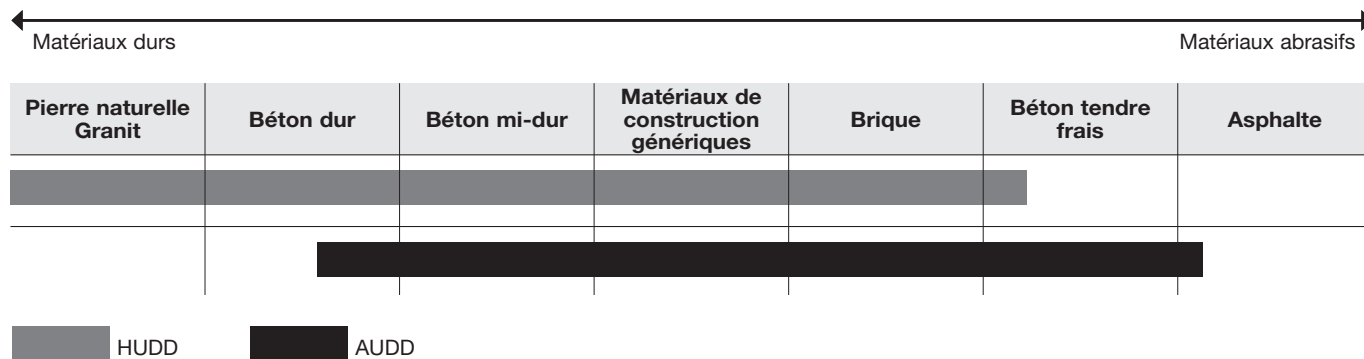 Matériaux durs
Matériaux abrasifs
Pierre naturelle
Granit
Béton dur
Béton mi-dur
Matériaux de
construction
génériques
Brique
Béton tendre
frais
Asphalte
HUDD
AUDD